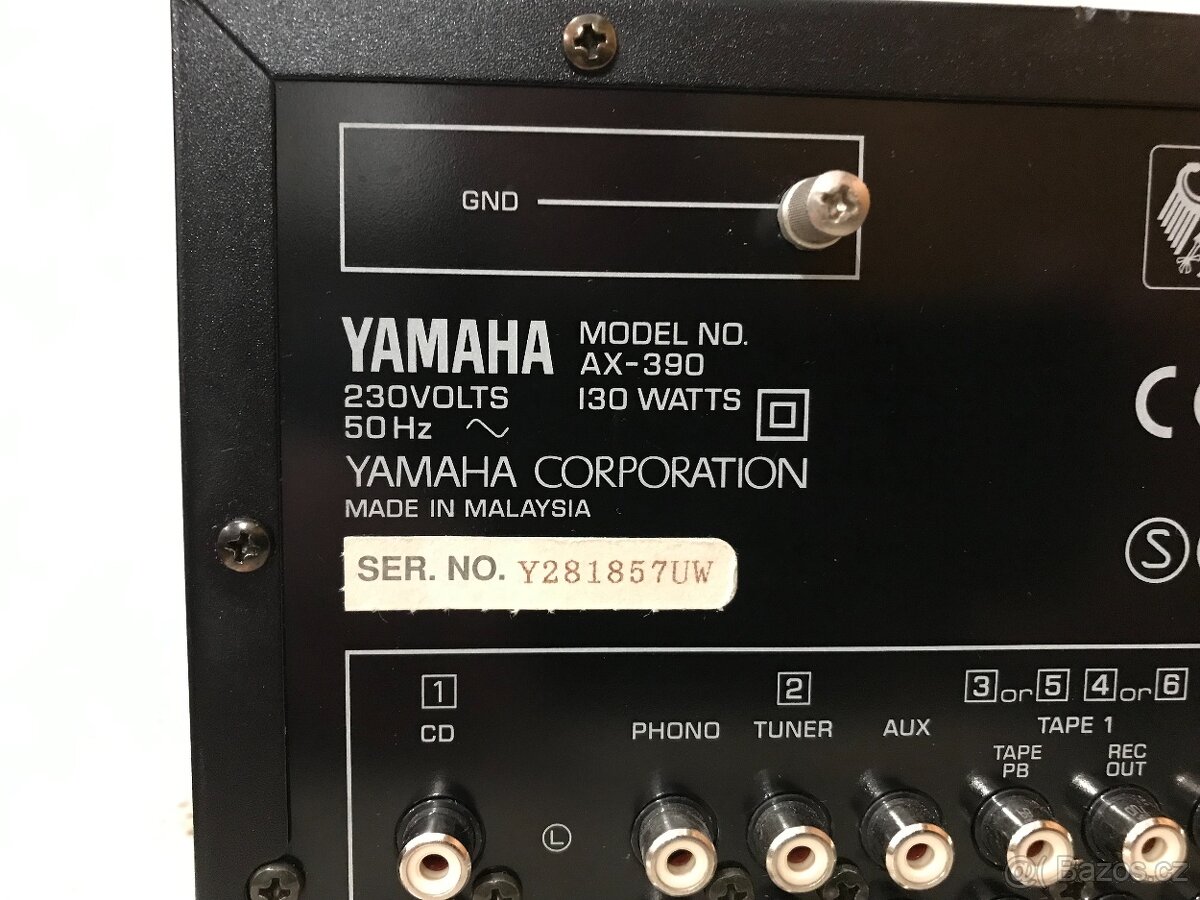 GND
YAMAHA MODEL NO.
AX-390
230VOLTS 130 WATTS
50Hz
YAMAHA CORPORATION
MADE IN MALAYSIA
SER. NO. Y281857UW
1 2 3 or 5 4 or 6
CD PHONO TUNER AUX TAPE 1
TAPE PB REC OUT
L
Bazos.cz